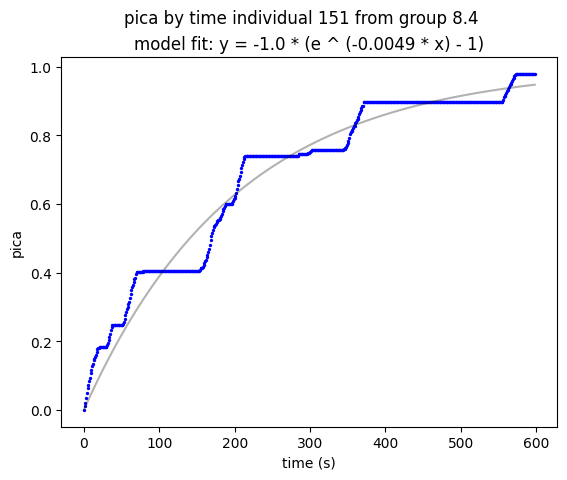 pica by time individual 151 from group 8.4
model fit: y = -1.0 * (e ^ (-0.0049 * x) - 1)
1.0
0.8
0.6
0.4
0.2
0.0
pica
0 100 200 300 400 500 600
time (s)